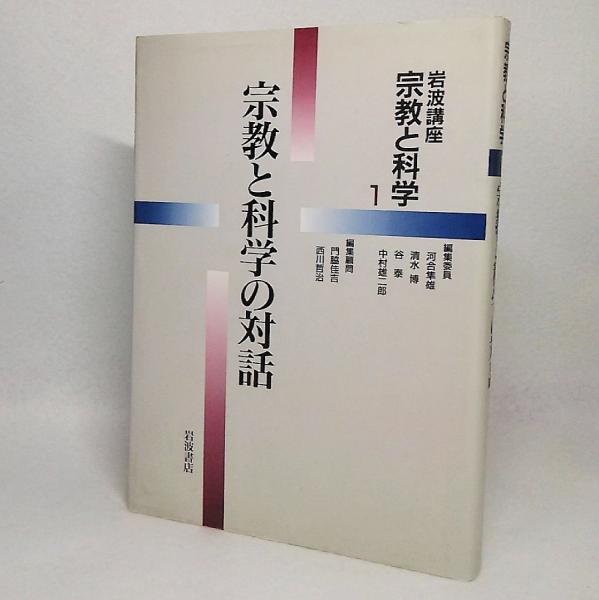 岩波講座
宗教と科学
1
宗教と科学の対話
編集委員
河合隼雄
清水 博
谷 泰
中村雄二郎
編集顧問
門脇佳吉
西川哲治
岩波書店